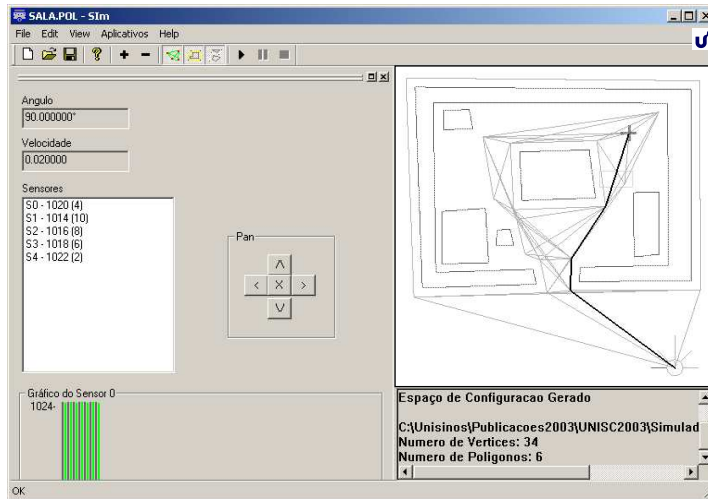 SALA.POL - SIm
File Edit View Aplicativos Help
Angulo
90.000000°
Velocidade
0.020000
Sensores
S0 - 1020 (4)
S1 - 1014 (10)
S2 - 1016 (8)
S3 - 1018 (6)
S4 - 1022 (2)
Pan
< X >
Gráfico do Sensor 0
1024-
Espaço de Configuracao Gerado
C:\Unisinos\Publicacoes2003\UNISC2003\Simulad
Numero de Vertices: 34
Numero de Poligonos: 6
OK